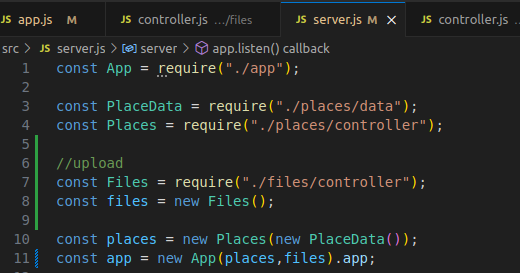 JS app.js M JS controller.js .../files JS server.js M × JS controller.js ./
src > JS server.js > server > app.listen() callback
1 const App = require("./app");
2
3 const PlaceData = require("./places/data");
4 const Places = require("./places/controller");
5
6 //upload
7 const Files = require("./files/controller");
8 const files = new Files();
9
10 const places = new Places(new PlaceData());
11 const app = new App(places,files).app;